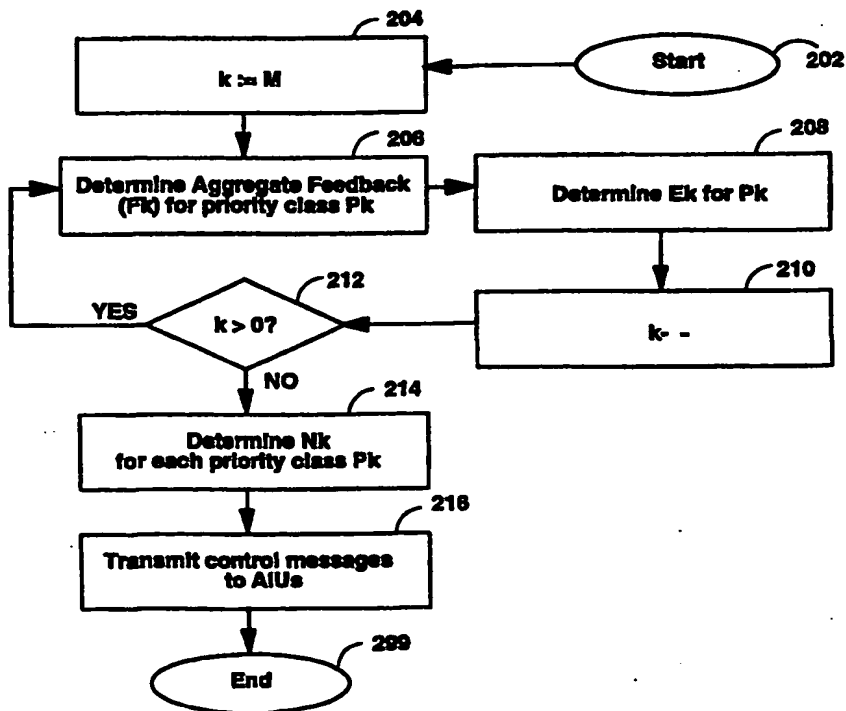 204
k := M
Start
202
206
Determine Aggregate Feedback
(Fk) for priority class Pk
208
Determine Ek for Pk
210
k- -
212
k > 0?
YES
NO
214
Determine Nk
for each priority class Pk
216
Transmit control messages
to AIUs
End
299